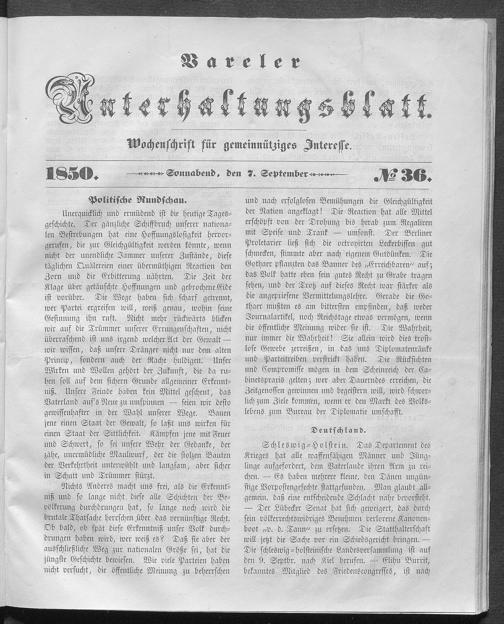 Vareler
Unterhaltungsblatt.
Wochenschrift für gemeinnütziges Interesse.
1850. Sonnabend, den 7. September № 36.
Politische Rundschau.
Unerquicklich und ermüdend ist die heutige Tages-
geschichte. Der gänzliche Schiffbruch unserer nationa-
len Bestrebungen hat eine Hoffnungslosigkeit hervor-
gerufen, die zur Gleichgültigkeit werden könnte, wenn
nicht der unendliche Jammer unserer Zustände, diese
täglichen Quälereien einer übermüthigen Reaction den
Zorn und die Erbitterung nährten. Die Zeit der
Klage über getäuschte Hoffnungen und gebrochene Eide
ist vorüber. Die Wege haben sich scharf getrennt,
wer Partei ergreifen will, weiß genau, wohin seine
Gesinnung ihn ruft. Nicht mehr rückwärts blicken
wir auf die Trümmer unserer Errungenschaften, nicht
überraschend ist uns irgend welcher Act der Gewalt —
wir wissen, daß unser Dränger nicht nur dem alten
Prinzip, sondern auch der Rache huldigen. Unser
Wirken und Wollen gehört der Zukunft, die da ru-
hen soll auf dem sichern Grunde allgemeiner Erkennt-
niß. Unsere Feinde haben kein Mittel gescheut, das
Vaterland auf's Neue zu unterjochen — seien wir desto
gewissenhafter in der Wahl unserer Wege. Bauen
jene einen Staat der Gewalt, so laßt uns wirken für
einen Staat der Sittlichkeit. Kämpfen jene mit Feuer
und Schwert, so sei unsere Wehr der Gedanke, der
zähe, unermüdliche Maulwurf, der die stolzen Bauten
der Verkehrtheit unterwühlt und langsam, aber sicher
in Schutt und Trümmer stürzt.
Nichts Anders macht uns frei, als die Erkennt-
niß und so lange nicht diese alle Schichten der Be-
völkerung durchdrungen hat, so lange noch wird die
brutale Thatsache herrschen über das vernünftige Recht.
Ob bald, ob spät diese Erkenntniß unser Volk durch-
drungen haben wird, wer weiß es? Daß sie aber der
ausschließlich Weg zur nationalen Größe sei, hat die
jüngste Geschichte bewiesen. Wie viele Parteien haben
nicht versucht, die öffentliche Meinung zu beherrschen
und nach erfolglosen Bemühungen die Gleichgültigkeit
der Nation angeklagt! Die Reaction hat alle Mittel
erschöpft von der Drohung bis herab zum Regaliren
mit Speise und Trank — umsonst. Der Berliner
Proletarier ließ sich die octroyirten Leckerbissen gut
schmecken, stimmte aber nach eigenem Gutdünken. Die
Gothaer pflanzten das Banner des „Erreichbaren" auf;
das Volk hatte eben sein gutes Recht zu Grabe tragen
sehen, und der Trotz auf dieses Recht war stärker als
die angepriesene Vermittelungslehre. Gerade die Go-
thaer mußten es am bittersten empfinden, daß weder
Journalartikel, noch Reichstage etwas vermögen, wenn
die öffentliche Meinung wider sie ist. Die Wahrheit,
nur immer die Wahrheit! Sie allein wird dies trost-
lose Gewebe zerreißen, in das uns Diplomatenränke
und Parteitreiben verstrickt haben. Die Rücksichten
und Compromisse mögen in dem Scheinreich der Ca-
binetspraxis gelten; wer aber Dauerndes erreichen, die
Zeitgenossen gewinnen und begeistern will, wird schwer-
lich zum Ziele kommen, wenn er den Markt des Volks-
lebens zum Bureau der Diplomatie umschafft.
Deutschland.
Schleswig-Holstein. Das Departement des
Krieges hat alle waffenfähigen Männer und Jüng-
linge aufgefordert, dem Vaterlande ihren Arm zu rei-
chen. — Es haben mehrere kleine, den Dänen ungün-
stige Vorpostengefechte stattgefunden. Man glaubt all-
gemein, daß eine entscheidende Schlacht nahe bevorsteht.
— Der Lübecker Senat hat sich geweigert, das durch
sein völkerrechtswidriges Benehmen verlorene Kanonen-
boot „v. d. Tann" zu ersetzen. Die Statthalterschaft
will jetzt die Sache vor ein Schiedsgericht bringen. —
Die schleswig-holsteinische Landesversammlung ist auf
den 9. Septbr. nach Kiel berufen. — Elihu Burrit,
bekanntes Mitglied des Friedenscongresses, ist nach